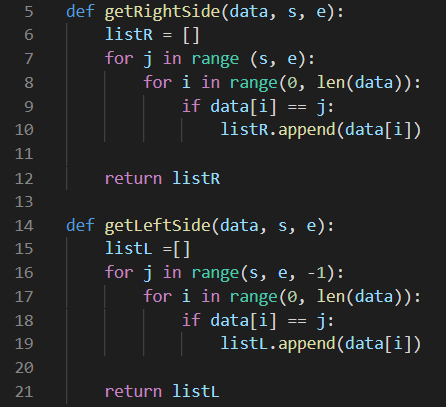 5 def getRightSide(data, s, e):
6     listR = []
7     for j in range (s, e):
8         for i in range(0, len(data)):
9             if data[i] == j:
10                 listR.append(data[i])
11
12     return listR
13
14 def getLeftSide(data, s, e):
15     listL =[]
16     for j in range(s, e, -1):
17         for i in range(0, len(data)):
18             if data[i] == j:
19                 listL.append(data[i])
20
21     return listL